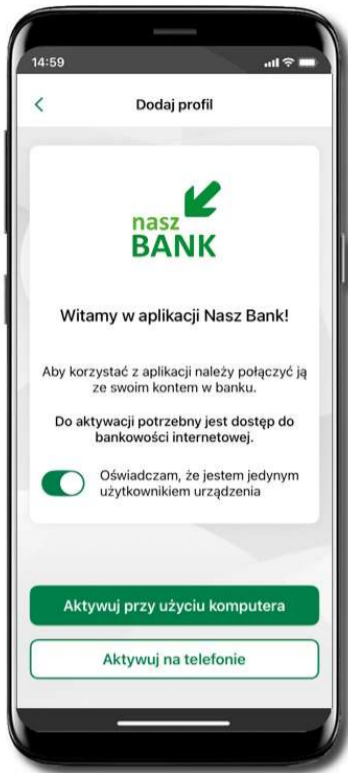 14:59
Dodaj profil
nasz
BANK
Witamy w aplikacji Nasz Bank!
Aby korzystać z aplikacji należy połączyć ją
ze swoim kontem w banku.
Do aktywacji potrzebny jest dostęp do
bankowości internetowej.
Oświadczam, że jestem jedynym
użytkownikiem urządzenia
Aktywuj przy użyciu komputera
Aktywuj na telefonie